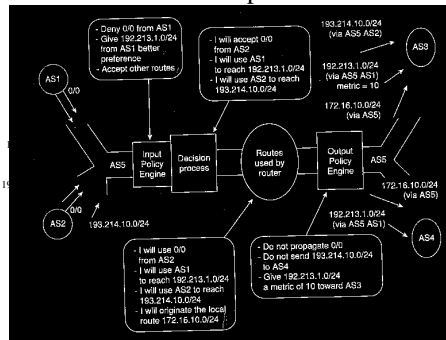 - Deny 0/0 from AS1
- Give 192.213.1.0/24
from AS1 better
preference
- Accept other routes
- I will accept 0/0
from AS2
- I will use AS1
to reach 192.213.1.0/24
- I will use AS2 to reach
193.214.10.0/24
193.214.10.0/24
(via AS5 AS2)
AS3
192.213.1.0/24
(via AS5 AS1)
metric = 10
172.16.10.0/24
(via AS5)
AS1
0/0
AS5
Input
Policy
Engine
Decision
process
Routes
used by
router
Output
Policy
Engine
AS5
172.16.10.0/24
(via AS5)
AS2
0/0
193.214.10.0/24
192.213.1.0/24
(via AS5 AS1)
AS4
- I will use 0/0
from AS2
- I will use AS1
to reach 192.213.1.0/24
- I will use AS2 to reach
193.214.10.0/24
- I will originate the local
route 172.16.10.0/24
- Do not propagate 0/0
- Do not send 193.214.10.0/24
to AS4
- Give 192.213.1.0/24
a metric of 10 toward AS3